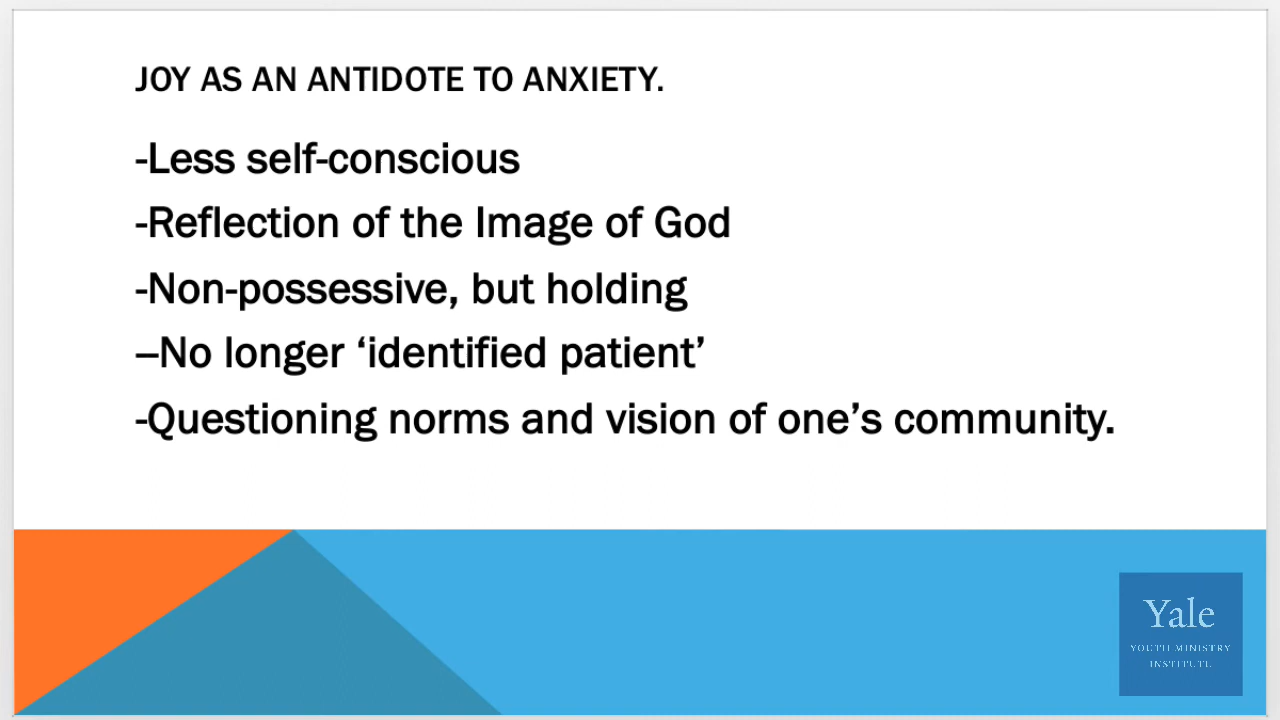 JOY AS AN ANTIDOTE TO ANXIETY.
-Less self-conscious
-Reflection of the Image of God
-Non-possessive, but holding
–No longer ‘identified patient’
-Questioning norms and vision of one’s community.
Yale
YOUTH MINISTRY
INSTITUTE